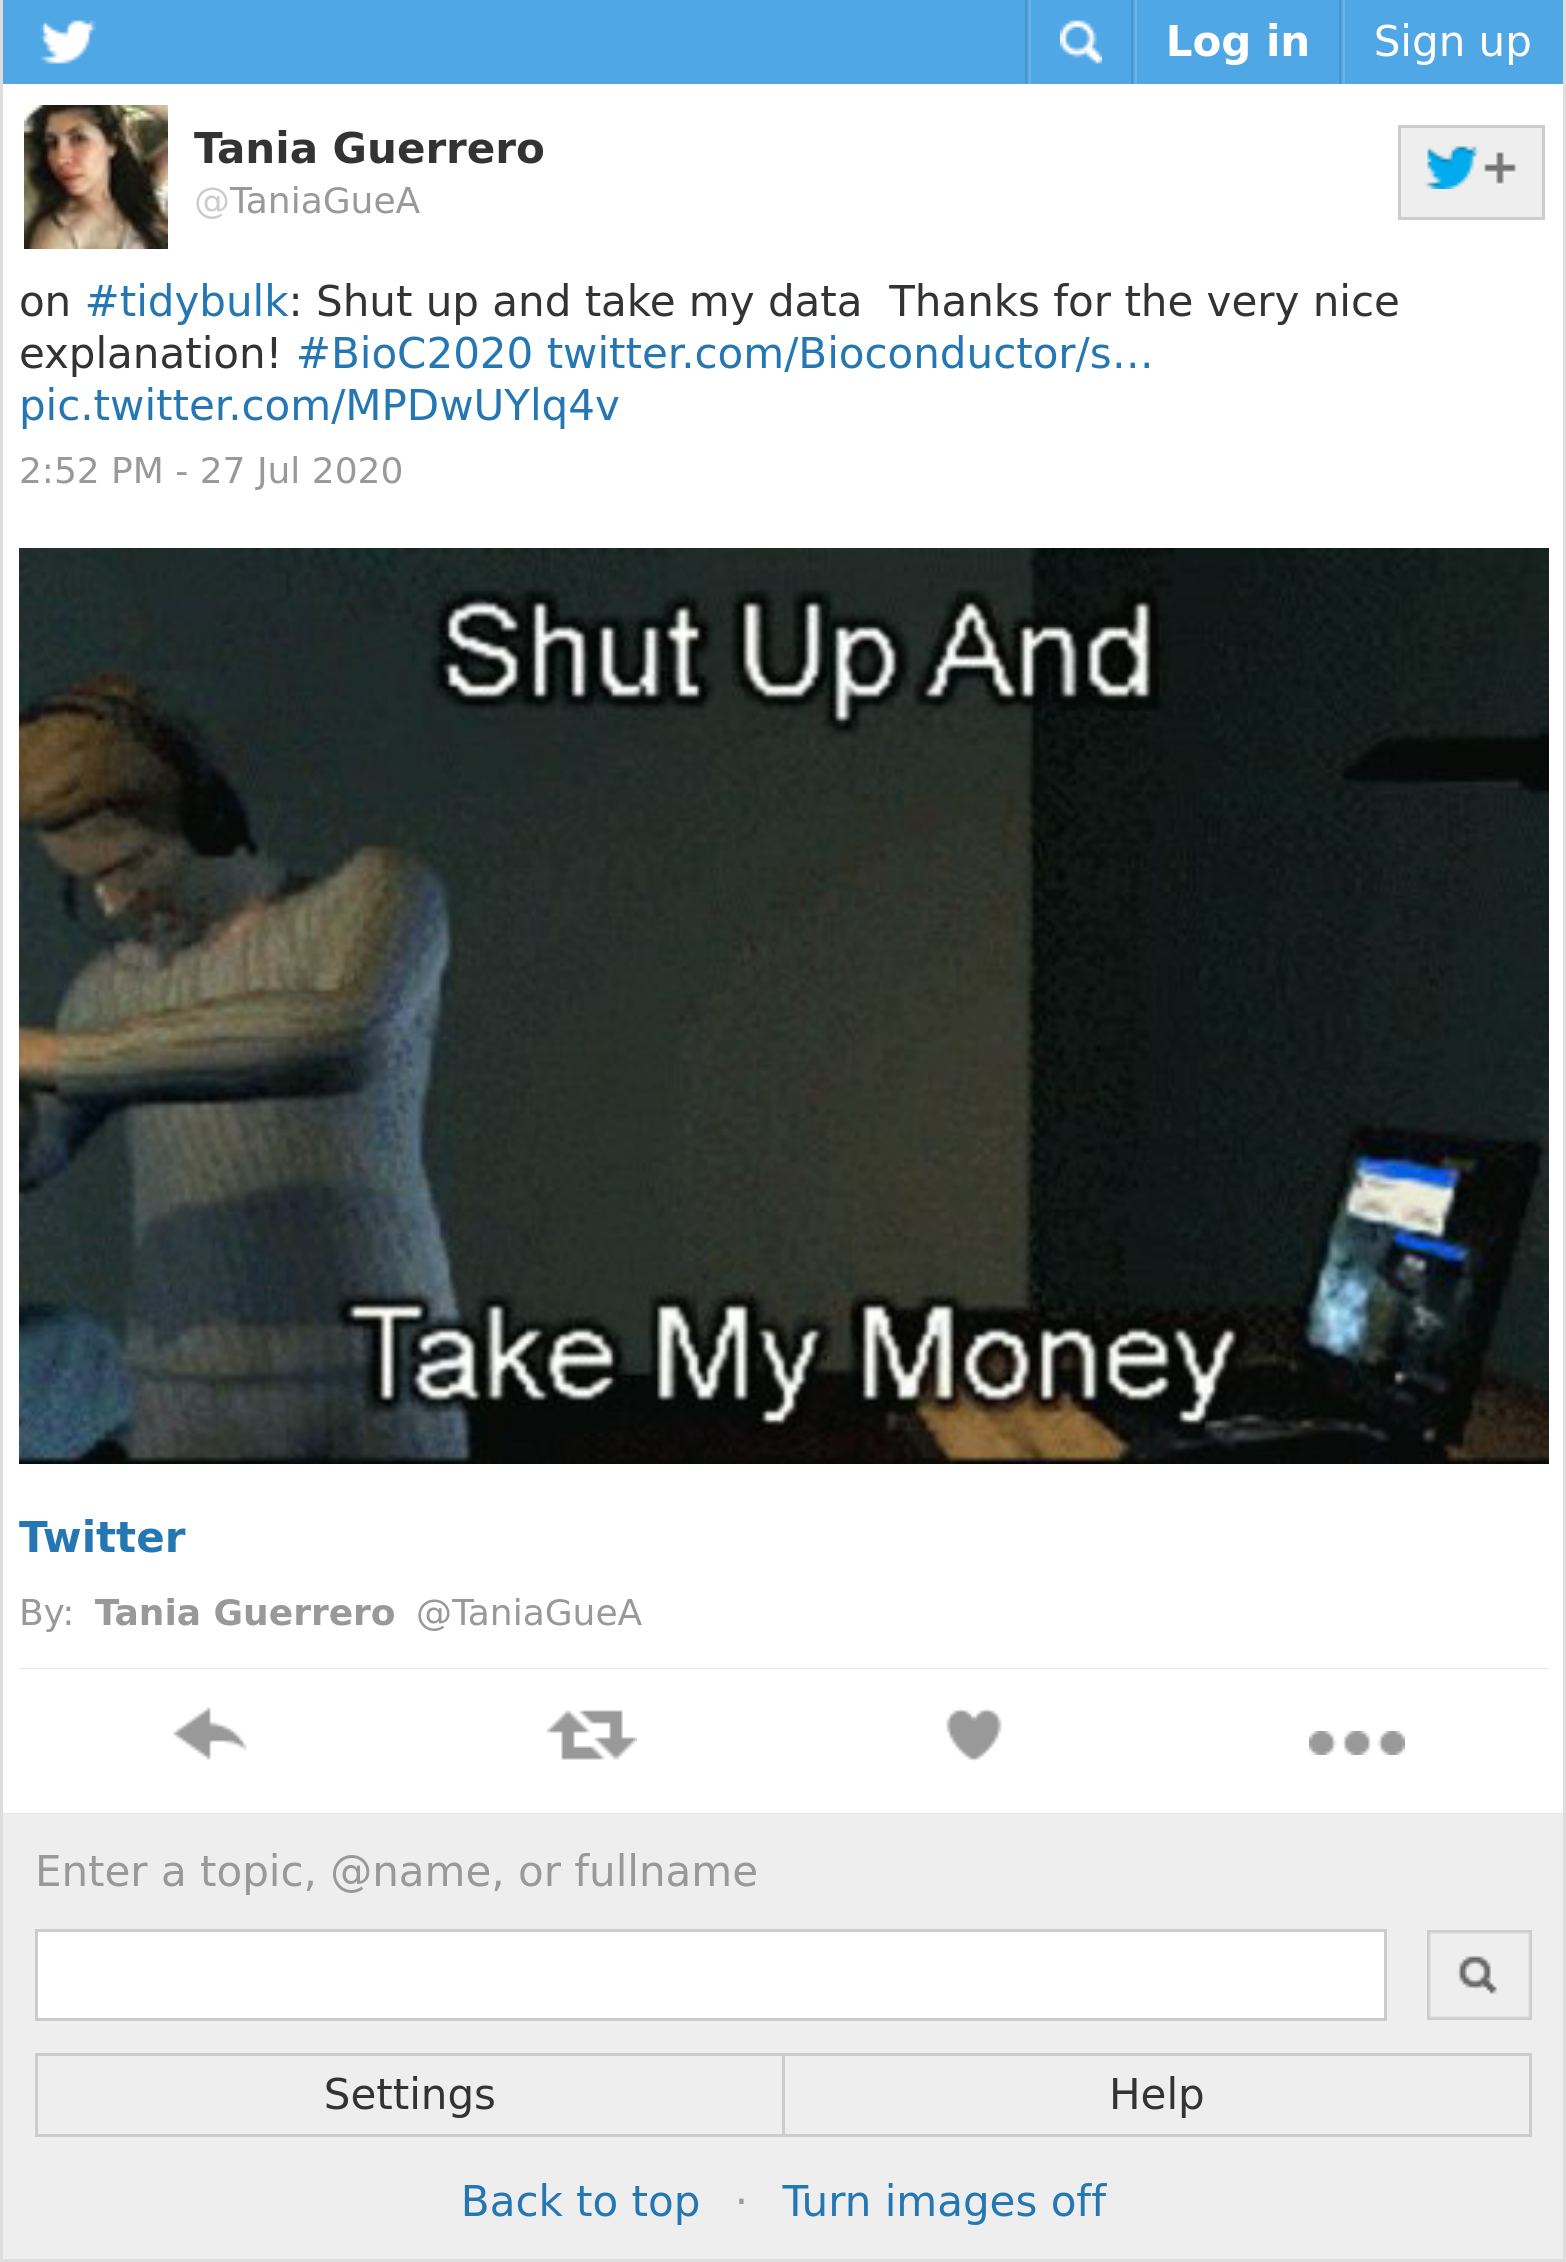 Log in
Sign up
Tania Guerrero
@TaniaGueA
on #tidybulk: Shut up and take my data  Thanks for the very nice
explanation! #BioC2020 twitter.com/Bioconductor/s…
pic.twitter.com/MPDwUYlq4v
2:52 PM - 27 Jul 2020
Shut Up And
Take My Money
Twitter
By: Tania Guerrero @TaniaGueA
Enter a topic, @name, or fullname
Settings
Help
Back to top · Turn images off